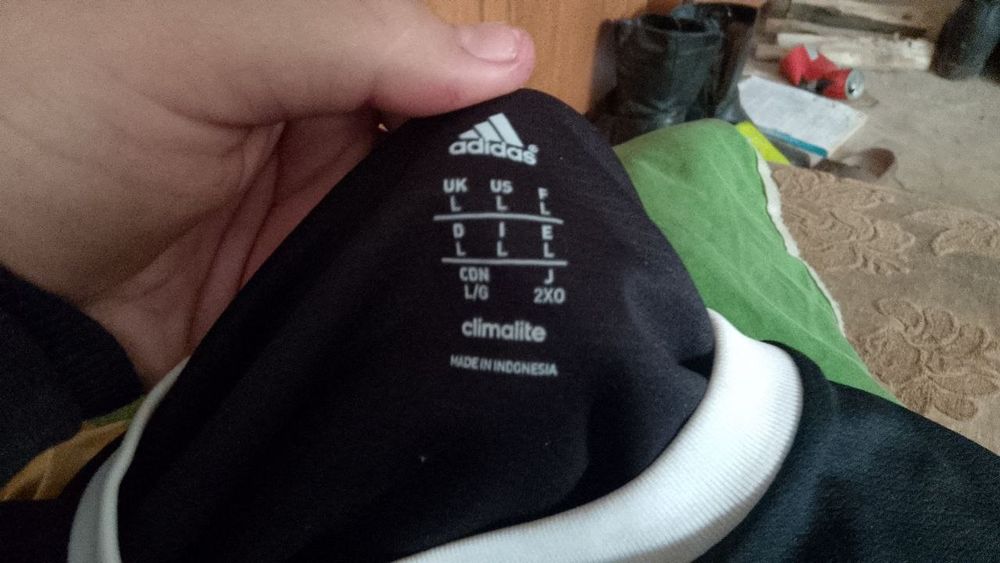 adidas®
UK US F
L L L
D I E
L L L
CDN J
L/G 2XO
climalite
MADE IN INDONESIA